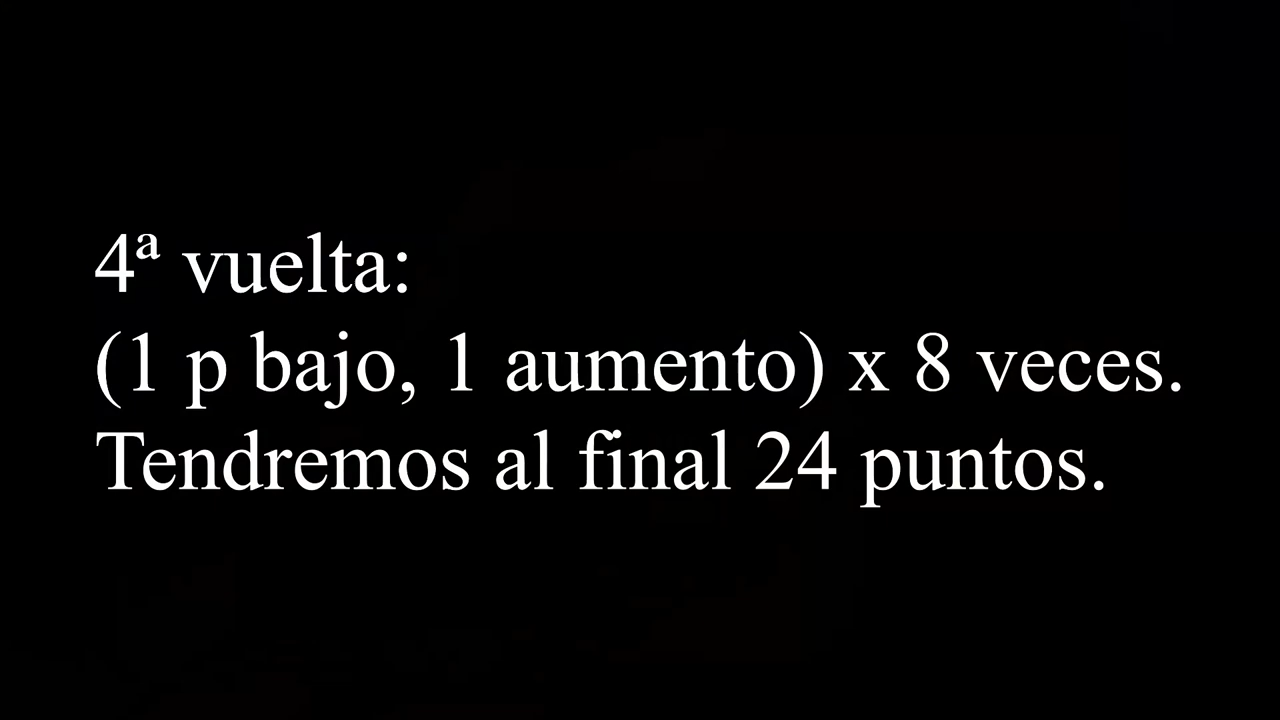 4ª vuelta:
(1 p bajo, 1 aumento) x 8 veces.
Tendremos al final 24 puntos.